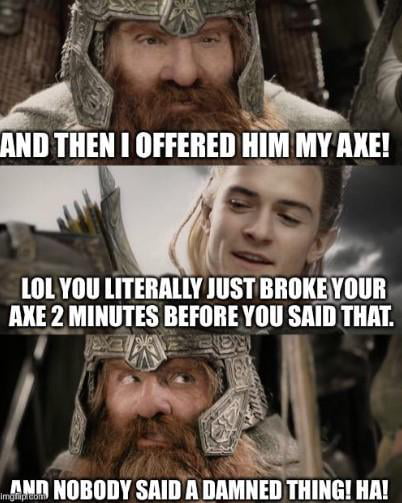 AND THEN I OFFERED HIM MY AXE!
LOL YOU LITERALLY JUST BROKE YOUR
AXE 2 MINUTES BEFORE YOU SAID THAT.
AND NOBODY SAID A DAMNED THING! HA!
imgflip.com